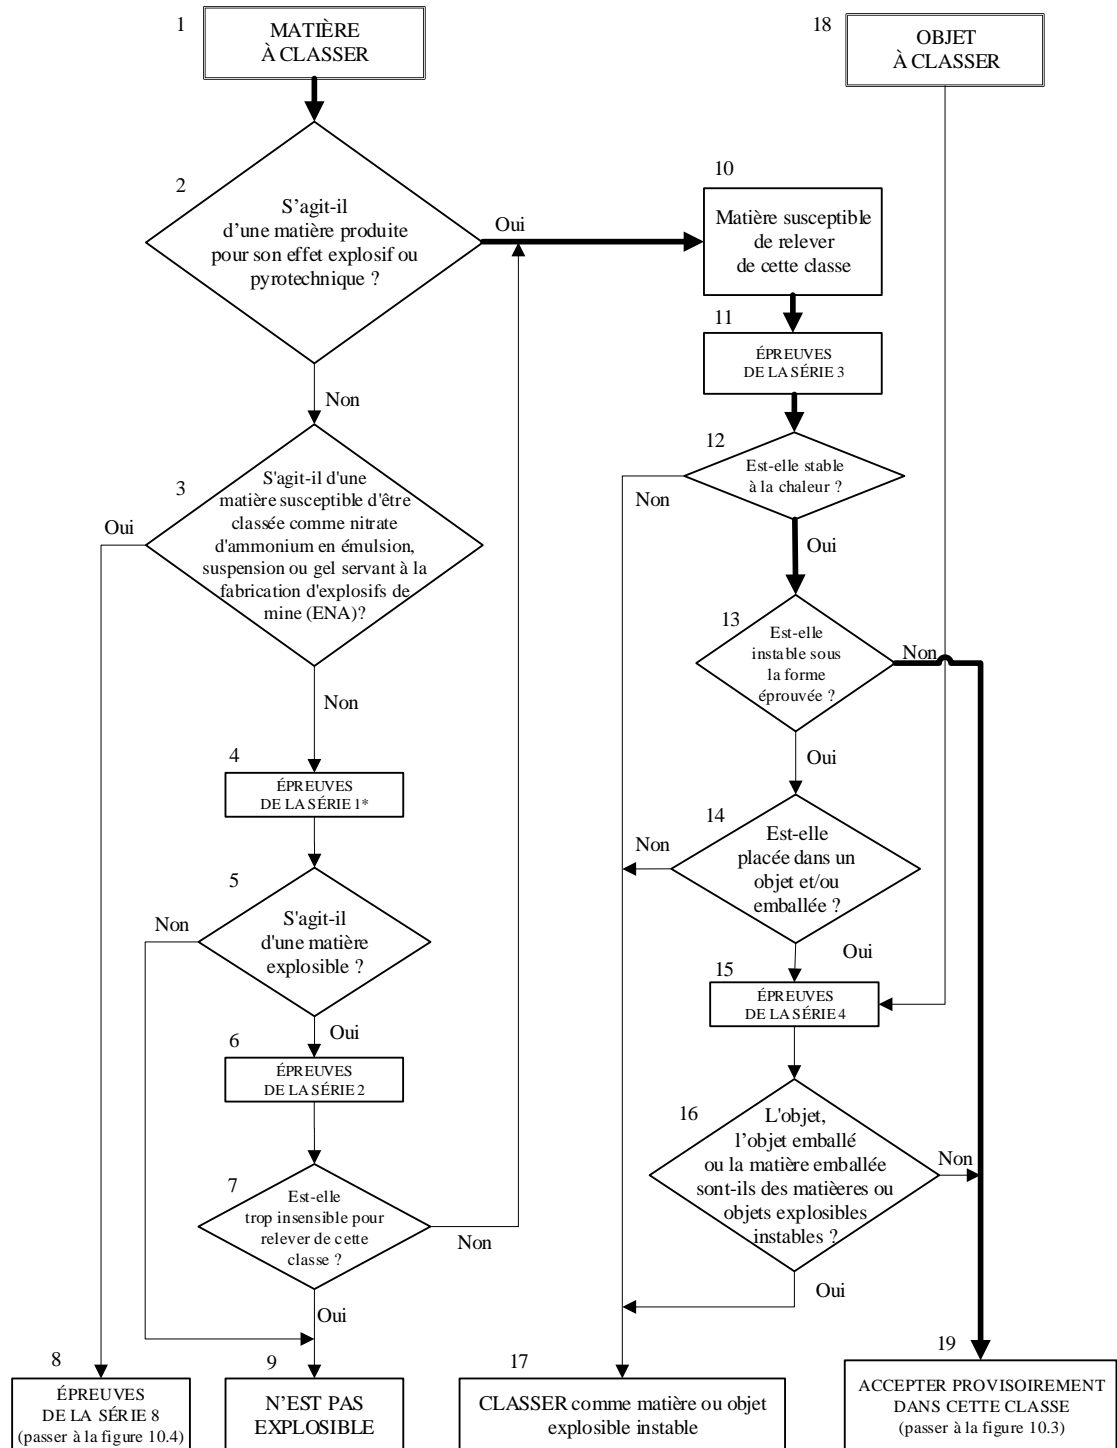 1
MATIÈRE
À CLASSER
18
OBJET
À CLASSER
2
S’agit-il
d’une matière produite
pour son effet explosif ou
pyrotechnique ?
Oui
10
Matière susceptible
de relever
de cette classe
11
ÉPREUVES
DE LA SÉRIE 3
Non
12
Est-elle stable
à la chaleur ?
Non
Oui
3
S'agit-il d'une
matière susceptible d'être
classée comme nitrate
d'ammonium en émulsion,
suspension ou gel servant à la
fabrication d'explosifs de
mine (ENA)?
Oui
Non
13
Est-elle
instable sous
la forme
éprouvée ?
Non
Oui
4
ÉPREUVES
DE LA SÉRIE 1*
14
Est-elle
placée dans un
objet et/ou
emballée ?
Non
Oui
5
S'agit-il
d'une matière
explosible ?
Non
Oui
15
ÉPREUVES
DE LA SÉRIE 4
6
ÉPREUVES
DE LA SÉRIE 2
16
L'objet,
l’objet emballé
ou la matière emballée
sont-ils des matièeres ou
objets explosibles
instables ?
Non
Oui
7
Est-elle
trop insensible pour
relever de cette
classe ?
Non
Oui
8
ÉPREUVES
DE LA SÉRIE 8
(passer à la figure 10.4)
9
N’EST PAS
EXPLOSIBLE
17
CLASSER comme matière ou objet
explosible instable
19
ACCEPTER PROVISOIREMENT
DANS CETTE CLASSE
(passer à la figure 10.3)